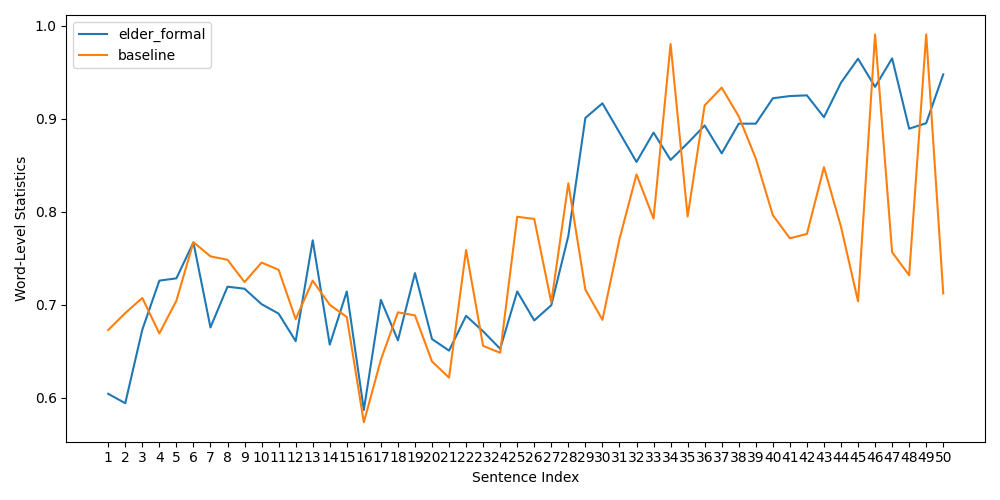 elder_formal
baseline
Word-Level Statistics
1.0
0.9
0.8
0.7
0.6
1 2 3 4 5 6 7 8 9 10 11 12 13 14 15 16 17 18 19 20 21 22 23 24 25 26 27 28 29 30 31 32 33 34 35 36 37 38 39 40 41 42 43 44 45 46 47 48 49 50
Sentence Index